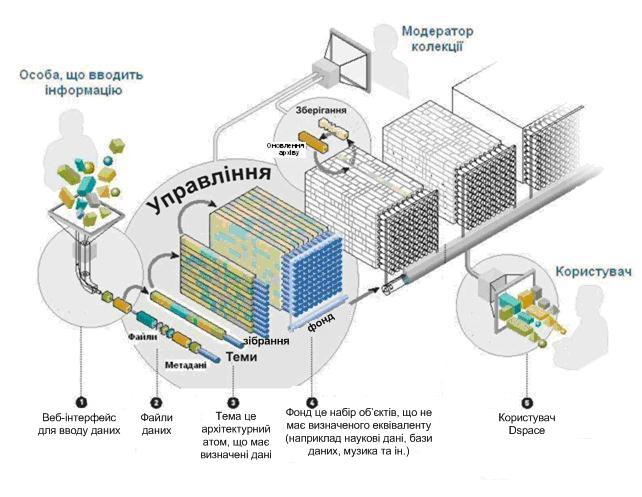 Модератор
колекції
Особа, що вводить
інформацію
Зберігання
Оновлення
архіву
Управління
Користувач
фонд
зібрання
Теми
Файли
Метадані
1
2
3
4
5
Веб-інтерфейс
для вводу даних
Файли
даних
Тема це
архітектурний
атом, що має
визначені дані
Фонд це набір об'єктів, що не
має визначеного еквіваленту
(наприклад наукові дані, бази
даних, музика та ін.)
Користувач
Dspace